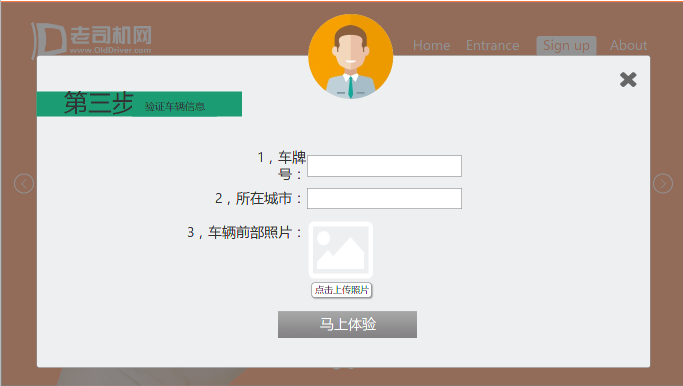 老司机网
www.OldDriver.com
Home Entrance Sign up About
第三步 验证车辆信息
1，车牌
号：
2，所在城市：
3，车辆前部照片：
点击上传照片
马上体验